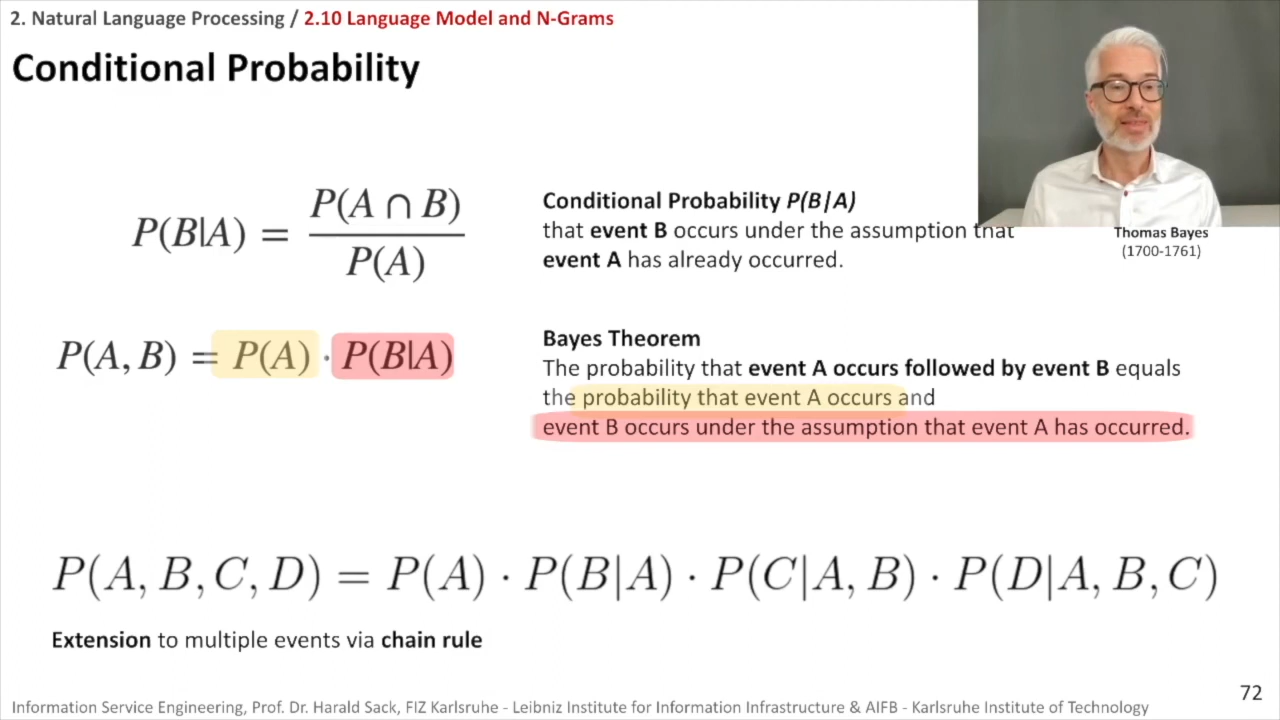 2. Natural Language Processing / 2.10 Language Model and N-Grams
Conditional Probability
P(B|A) = P(A ∩ B) / P(A)
Conditional Probability P(B|A)
that event B occurs under the assumption that
event A has already occurred.
Thomas Bayes
(1700-1761)
P(A, B) = P(A) · P(B|A)
Bayes Theorem
The probability that event A occurs followed by event B equals
the probability that event A occurs and
event B occurs under the assumption that event A has occurred.
P(A, B, C, D) = P(A) · P(B|A) · P(C|A, B) · P(D|A, B, C)
Extension to multiple events via chain rule
72
Information Service Engineering, Prof. Dr. Harald Sack, FIZ Karlsruhe - Leibniz Institute for Information Infrastructure & AIFB - Karlsruhe Institute of Technology